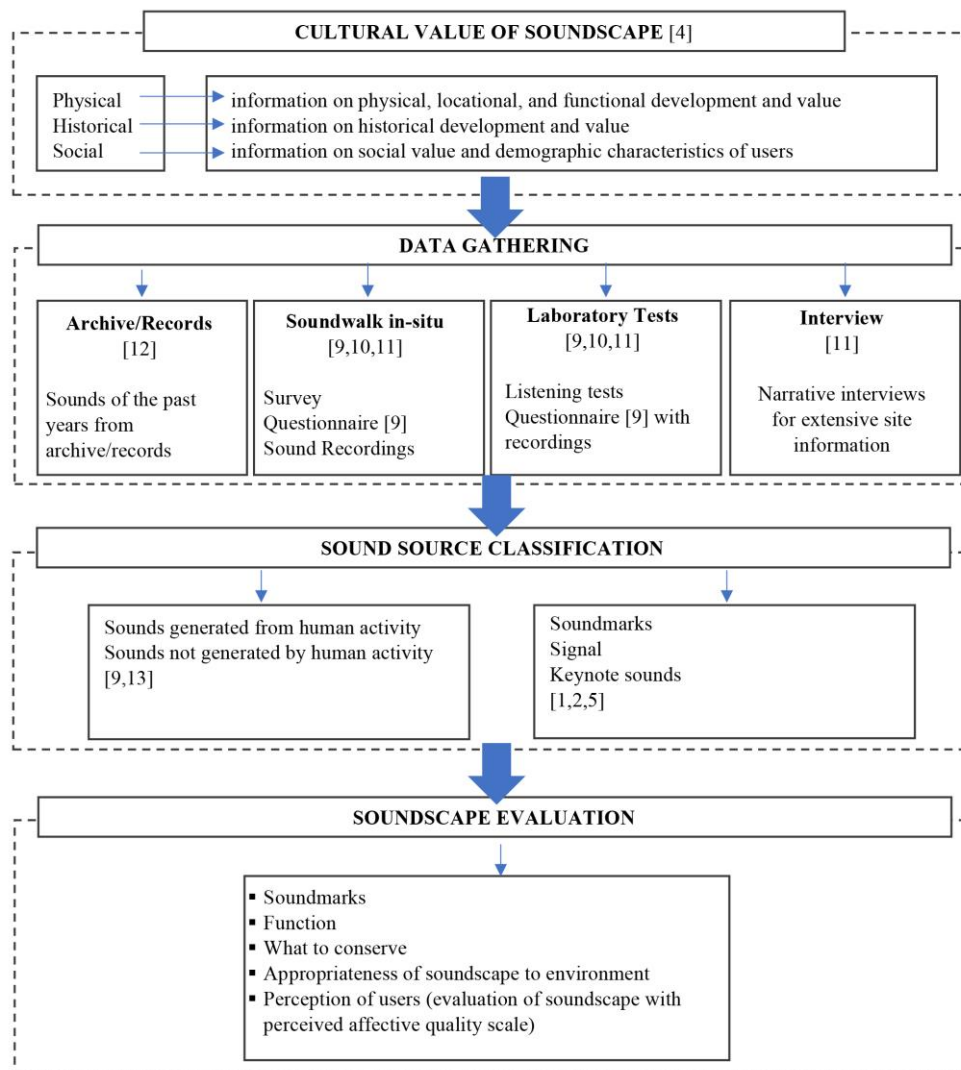 CULTURAL VALUE OF SOUNDSCAPE [4]
Physical
Historical
Social
information on physical, locational, and functional development and value
information on historical development and value
information on social value and demographic characteristics of users
DATA GATHERING
Archive/Records
[12]
Sounds of the past
years from
archive/records
Soundwalk in-situ
[9,10,11]
Survey
Questionnaire [9]
Sound Recordings
Laboratory Tests
[9,10,11]
Listening tests
Questionnaire [9] with
recordings
Interview
[11]
Narrative interviews
for extensive site
information
SOUND SOURCE CLASSIFICATION
Sounds generated from human activity
Sounds not generated by human activity
[9,13]
Soundmarks
Signal
Keynote sounds
[1,2,5]
SOUNDSCAPE EVALUATION
▪ Soundmarks
▪ Function
▪ What to conserve
▪ Appropriateness of soundscape to environment
▪ Perception of users (evaluation of soundscape with
perceived affective quality scale)